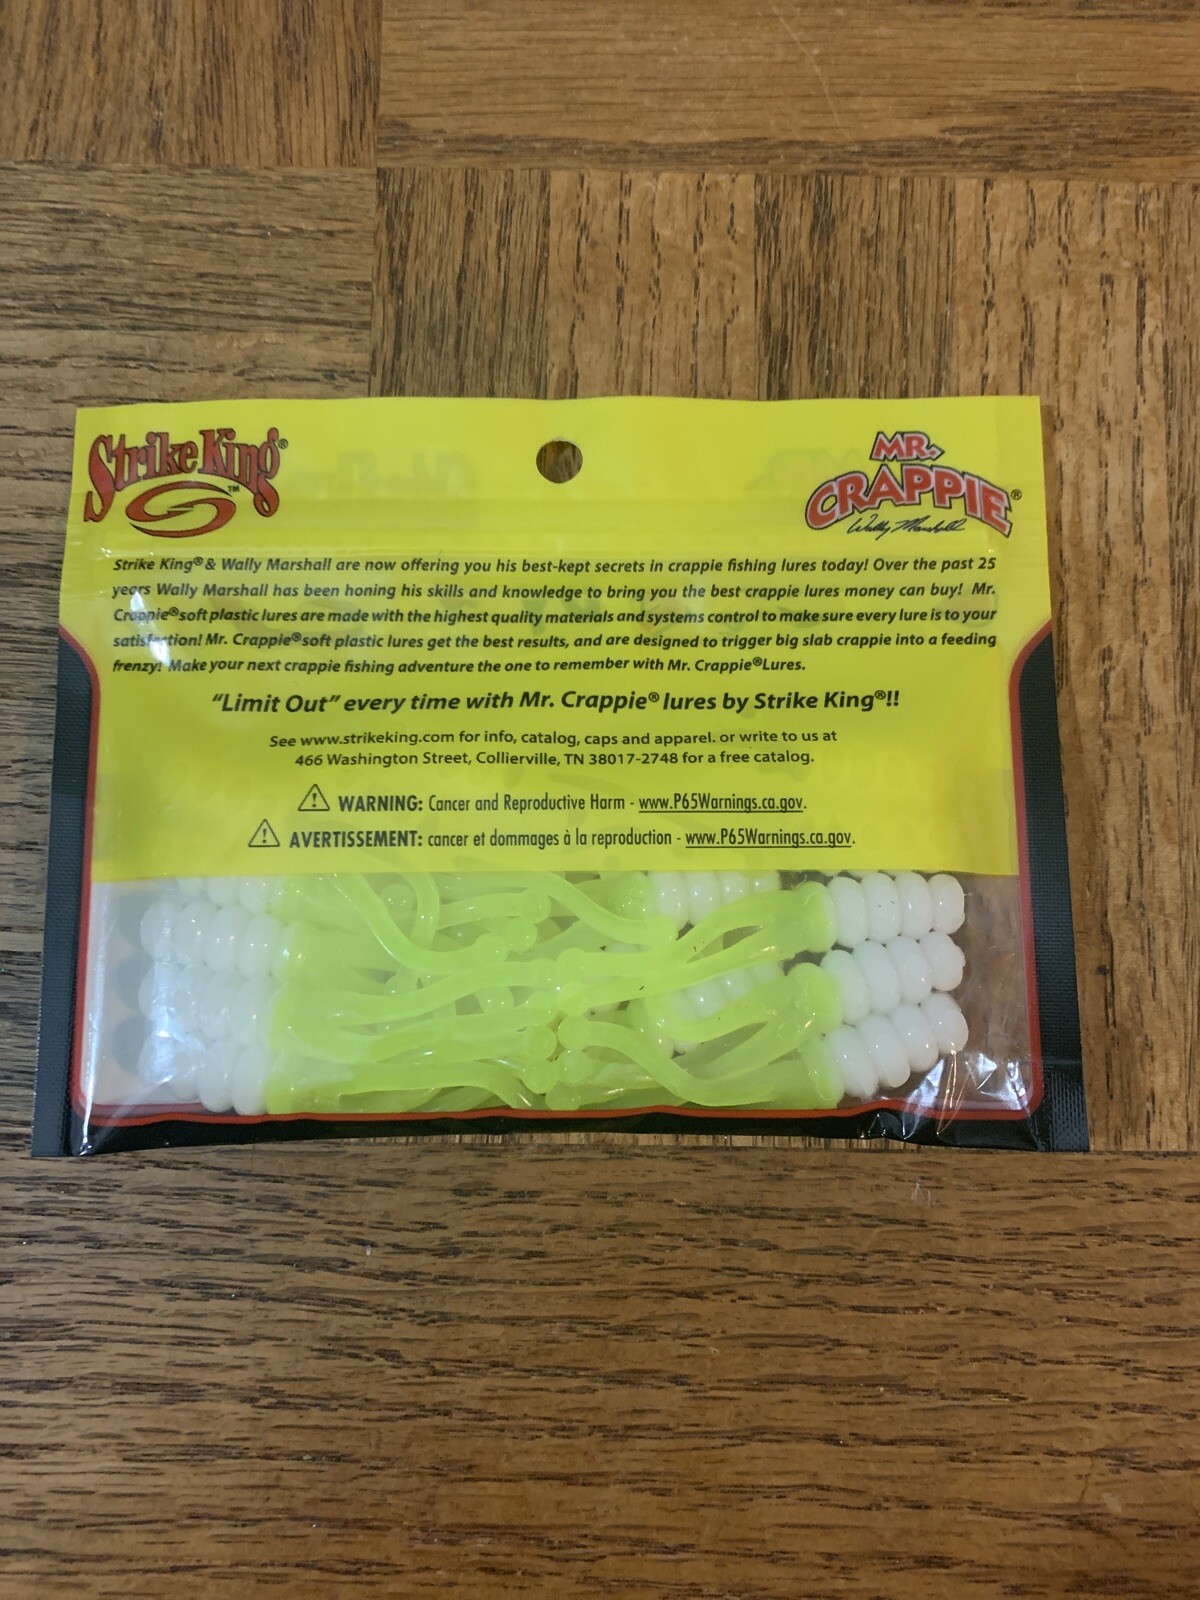 Strike King®
™
MR.
CRAPPIE®
Wally Marshall
Strike King® & Wally Marshall are now offering you his best-kept secrets in crappie fishing lures today! Over the past 25
years Wally Marshall has been honing his skills and knowledge to bring you the best crappie lures money can buy! Mr.
Crappie® soft plastic lures are made with the highest quality materials and systems control to make sure every lure is to your
satisfaction! Mr. Crappie® soft plastic lures get the best results, and are designed to trigger big slab crappie into a feeding
frenzy! Make your next crappie fishing adventure the one to remember with Mr. Crappie® Lures.
“Limit Out” every time with Mr. Crappie® lures by Strike King®!!
See www.strikeking.com for info, catalog, caps and apparel. or write to us at
466 Washington Street, Collierville, TN 38017-2748 for a free catalog.
WARNING: Cancer and Reproductive Harm - www.P65Warnings.ca.gov.
AVERTISSEMENT: cancer et dommages à la reproduction - www.P65Warnings.ca.gov.